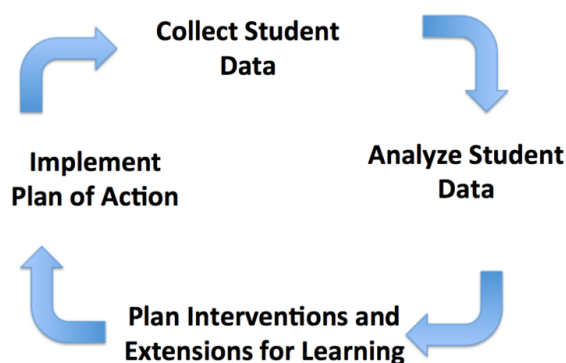 Collect Student
Data
Analyze Student
Data
Plan Interventions and
Extensions for Learning
Implement
Plan of Action